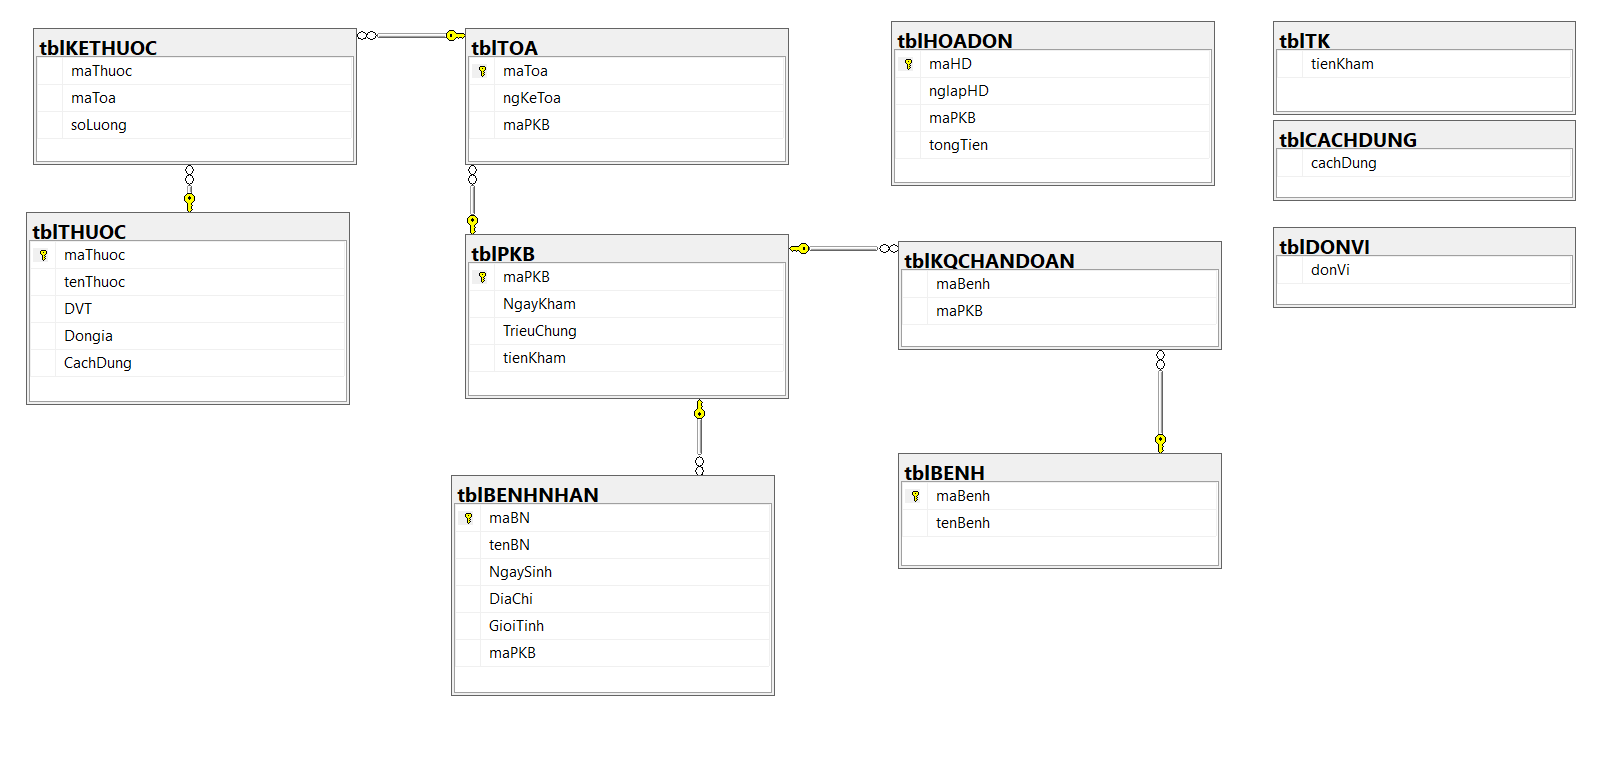 tblKETHUOC
maThuoc
maToa
soLuong
tblTOA
maToa
ngKeToa
maPKB
tblHOADON
maHD
nglapHD
maPKB
tongTien
tblTK
tienKham
tblCACHDUNG
cachDung
tblTHUOC
maThuoc
tenThuoc
DVT
Dongia
CachDung
tblPKB
maPKB
NgayKham
TrieuChung
tienKham
tblKQCHANDOAN
maBenh
maPKB
tblDONVI
donVi
tblBENHNHAN
maBN
tenBN
NgaySinh
DiaChi
GioiTinh
maPKB
tblBENH
maBenh
tenBenh